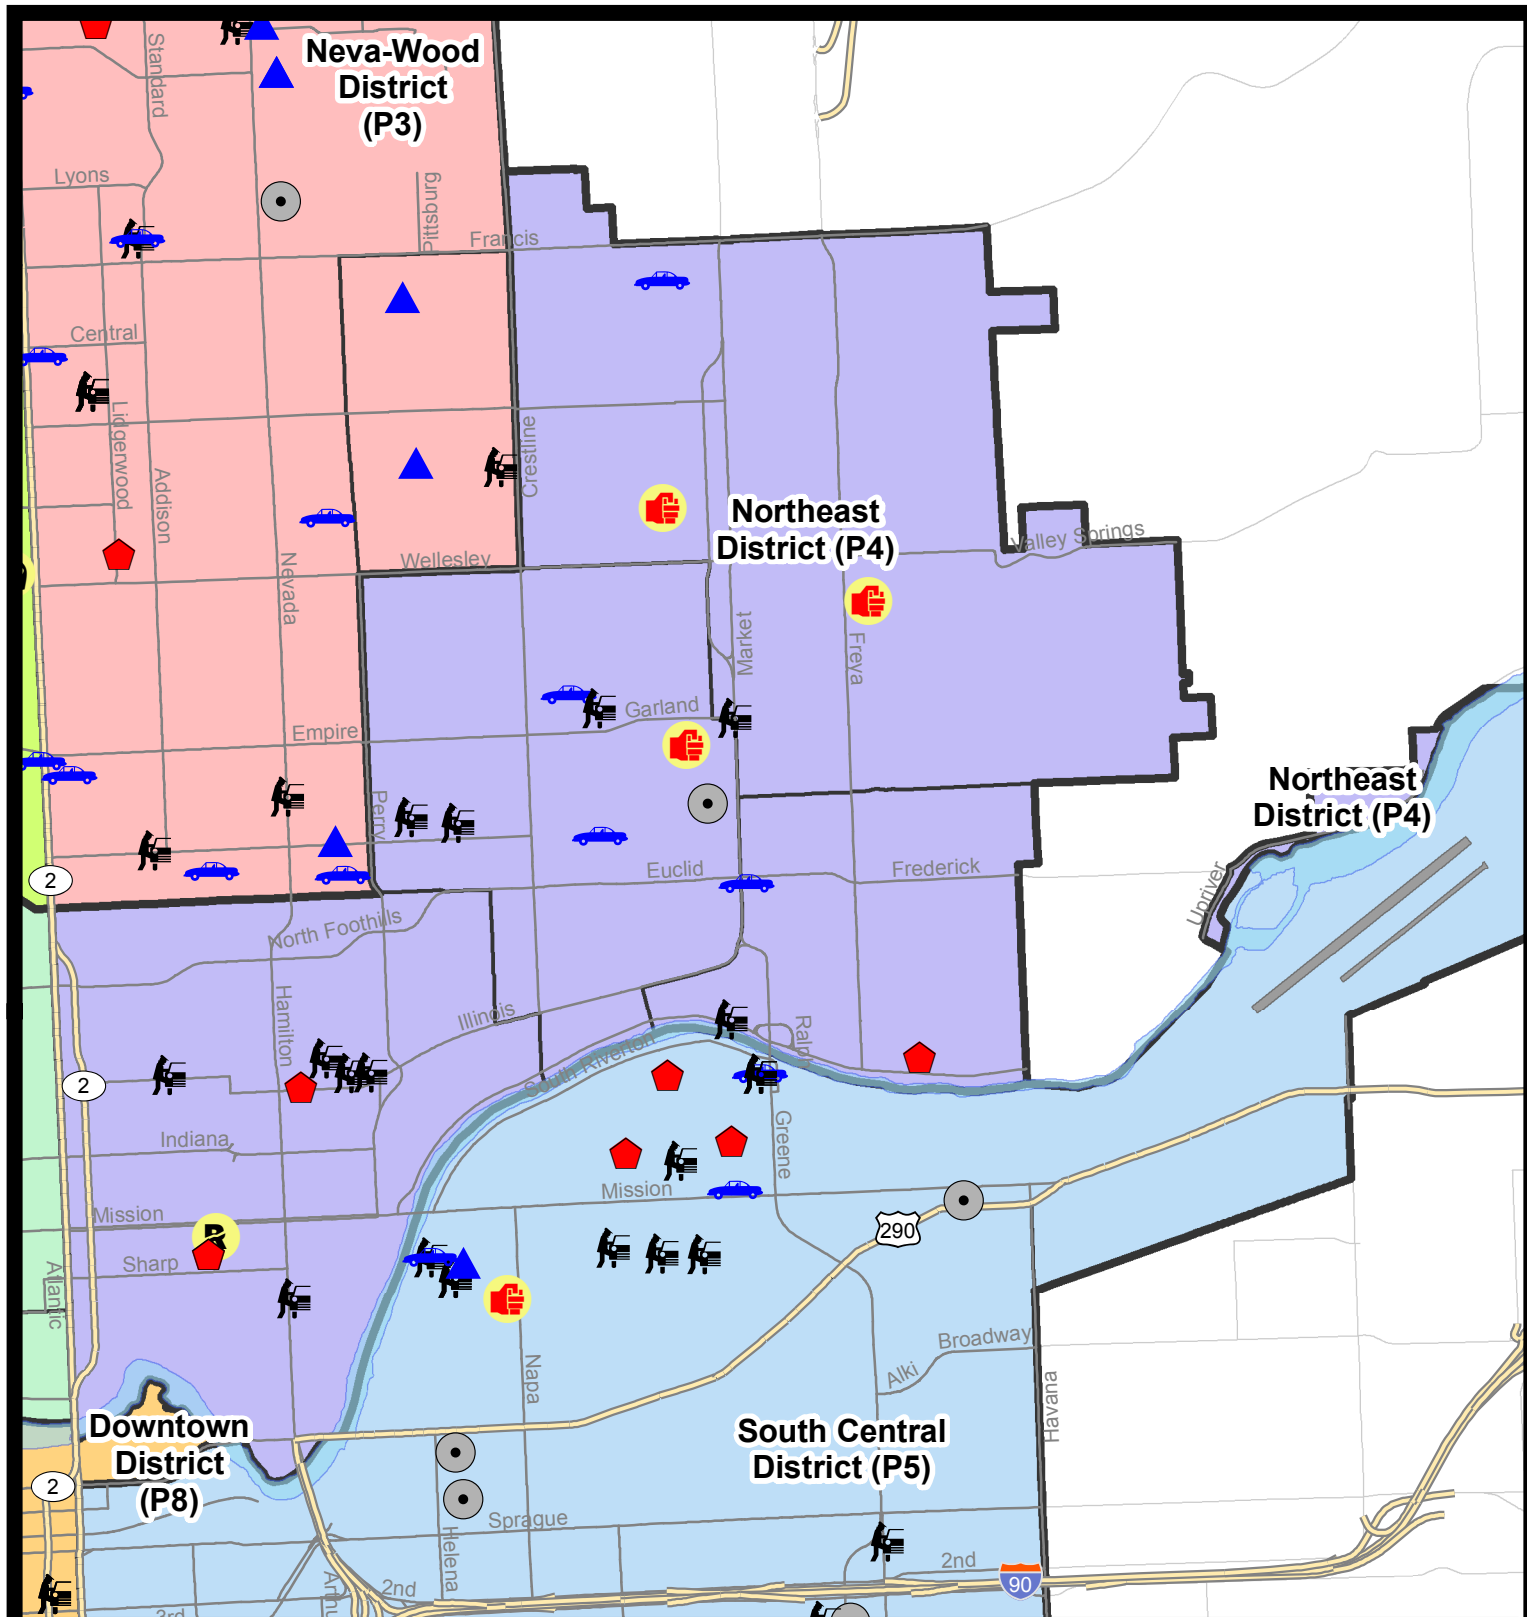 Neva-Wood
District
(P3)
Standard
Lyons
Pittsburg
Francis
Central
Lidgerwood
Addison
Crestline
Nevada
Wellesley
Northeast
District (P4)
Valley Springs
Market
Freya
Garland
Empire
Perry
Northeast
District (P4)
Euclid
Frederick
Upriver
2
North Foothills
Hamilton
Illinois
South Riverton
Ralph
2
Indiana
Greene
Mission
Mission
R
290
Sharp
Atlantic
Napa
Broadway
Alki
Havana
Downtown
District
(P8)
South Central
District (P5)
2
Sprague
Helena
2nd
2nd
90
3rd